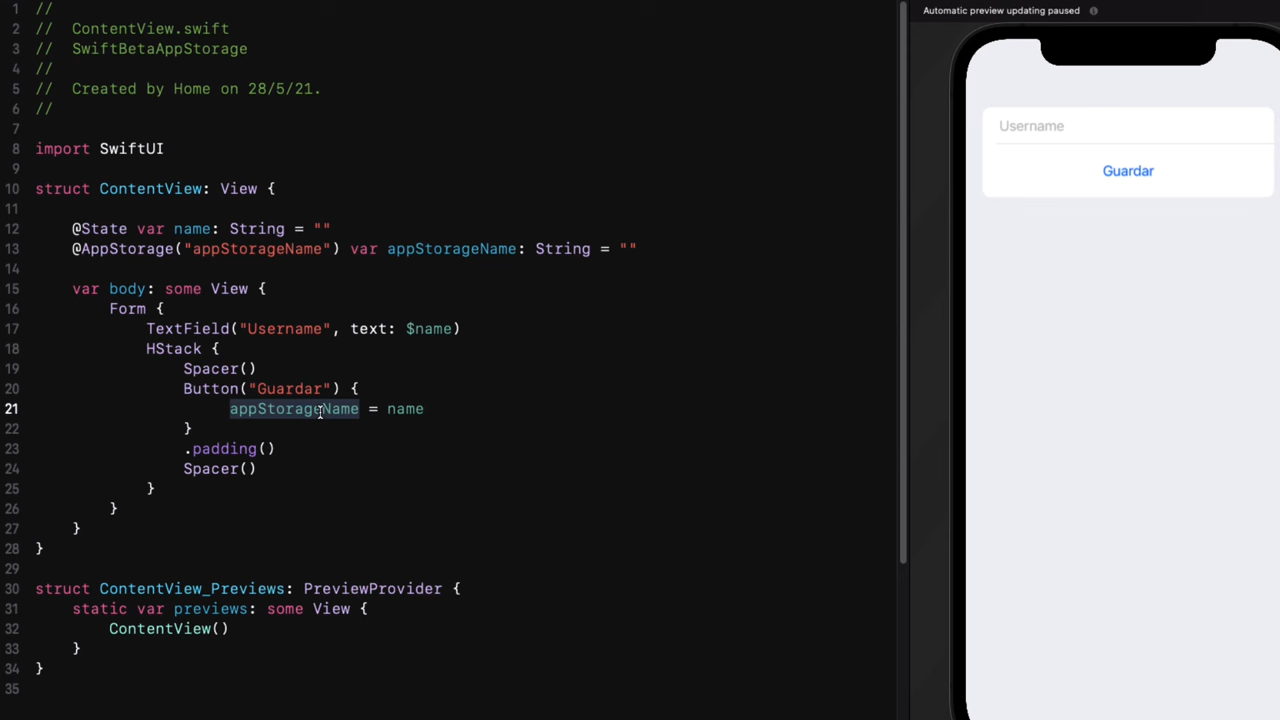 1 //
2 // ContentView.swift
3 // SwiftBetaAppStorage
4 //
5 // Created by Home on 28/5/21.
6 //
7
8 import SwiftUI
9
10 struct ContentView: View {
11
12 @State var name: String = ""
13 @AppStorage("appStorageName") var appStorageName: String = ""
14
15 var body: some View {
16 Form {
17 TextField("Username", text: $name)
18 HStack {
19 Spacer()
20 Button("Guardar") {
21 appStorageName = name
22 }
23 .padding()
24 Spacer()
25 }
26 }
27 }
28 }
29
30 struct ContentView_Previews: PreviewProvider {
31 static var previews: some View {
32 ContentView()
33 }
34 }
35
Automatic preview updating paused
Username
Guardar